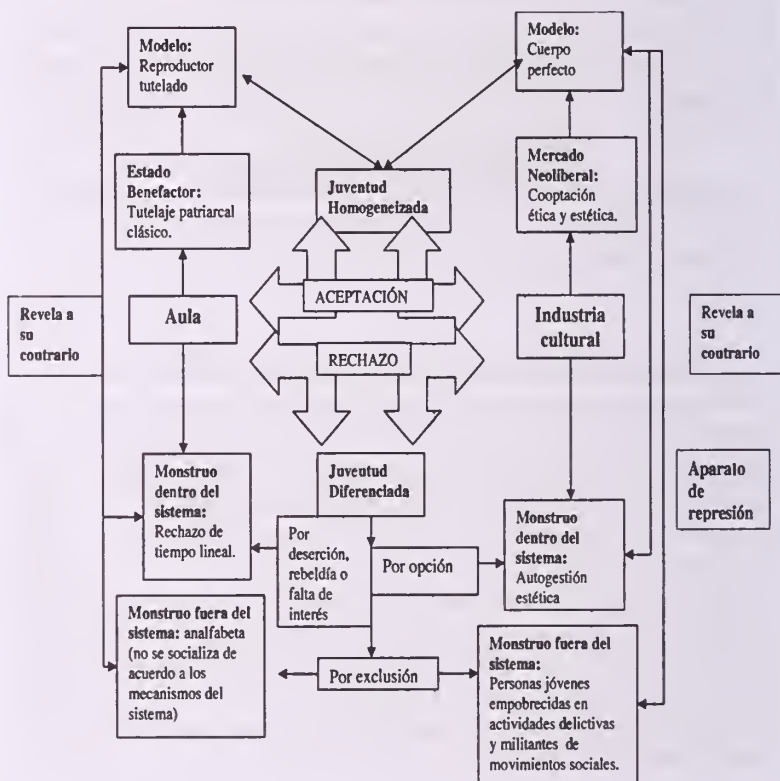 Modelo:
Reproductor
tutelado
Modelo:
Cuerpo
perfecto
Estado
Benefactor:
Tutelaje patriarcal
clásico.
Juventud
Homogeneizada
Mercado
Neoliberal:
Cooptación
ética y estética.
ACEPTACIÓN
Revela a
su
contrario
Aula
Industria
cultural
Revela a
su
contrario
RECHAZO
Monstruo
dentro del
sistema:
Rechazo de
tiempo lineal.
Juventud
Diferenciada
Aparalo
de
represión
Por
deserción,
rebeldía o
falta de
interés
Por opción
Monstruo
dentro del
sistema:
Autogestión
estética
Monstruo fuera del
sistema: analfabeta
(no se socializa de
acuerdo a los
mecanismos del
sistema)
Por exclusión
Monstruo fuera del
sistema:
Personas jóvenes
empobrecidas en
actividades delictivas
y militantes de
movimientos sociales.